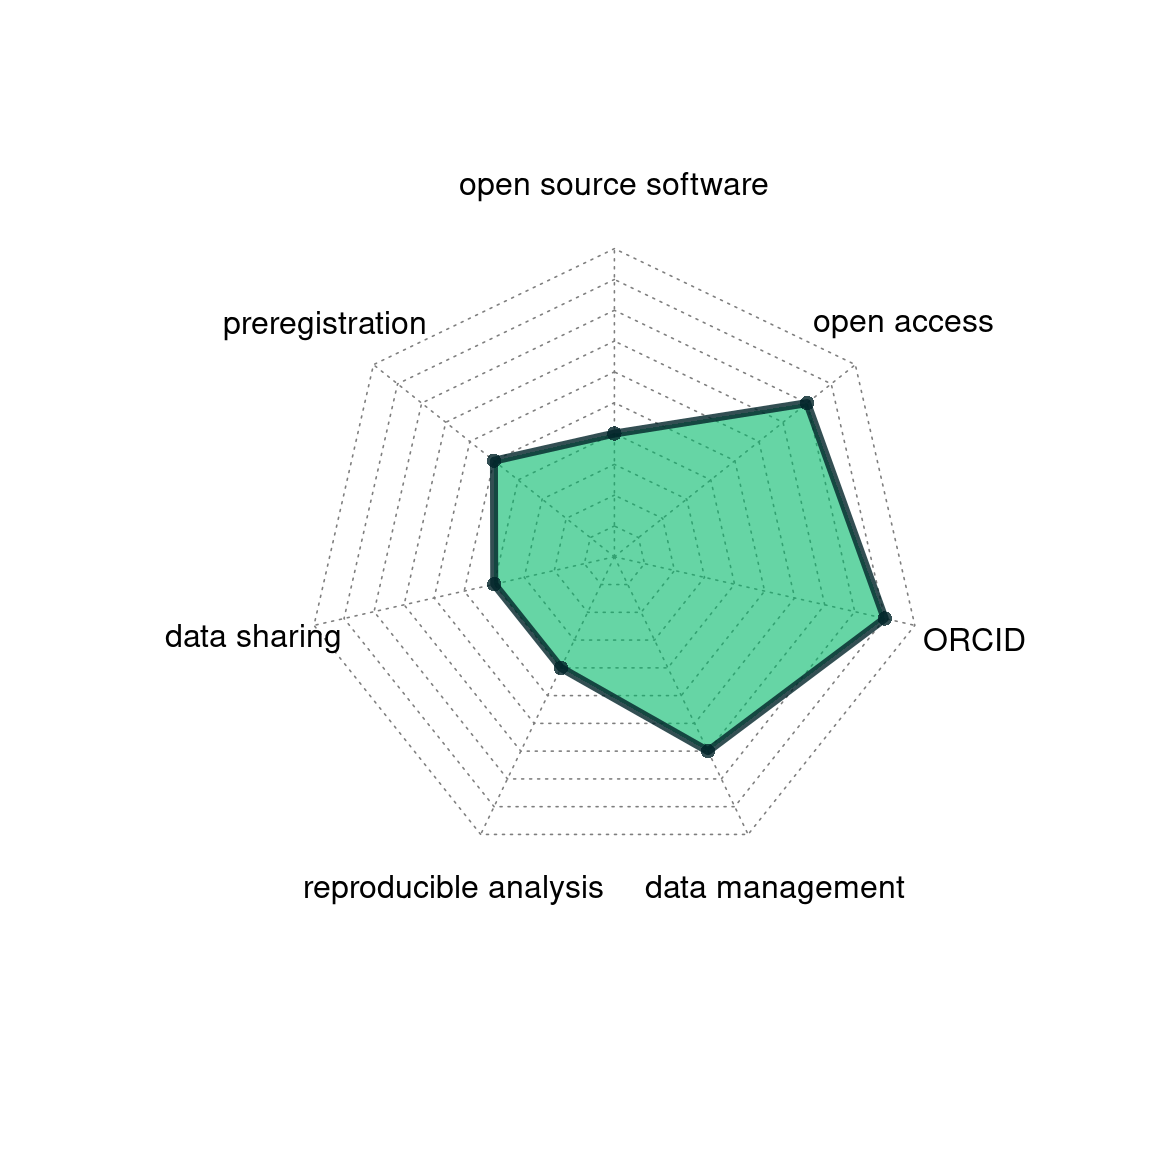 open source software
preregistration
open access
data sharing
ORCID
reproducible analysis
data management